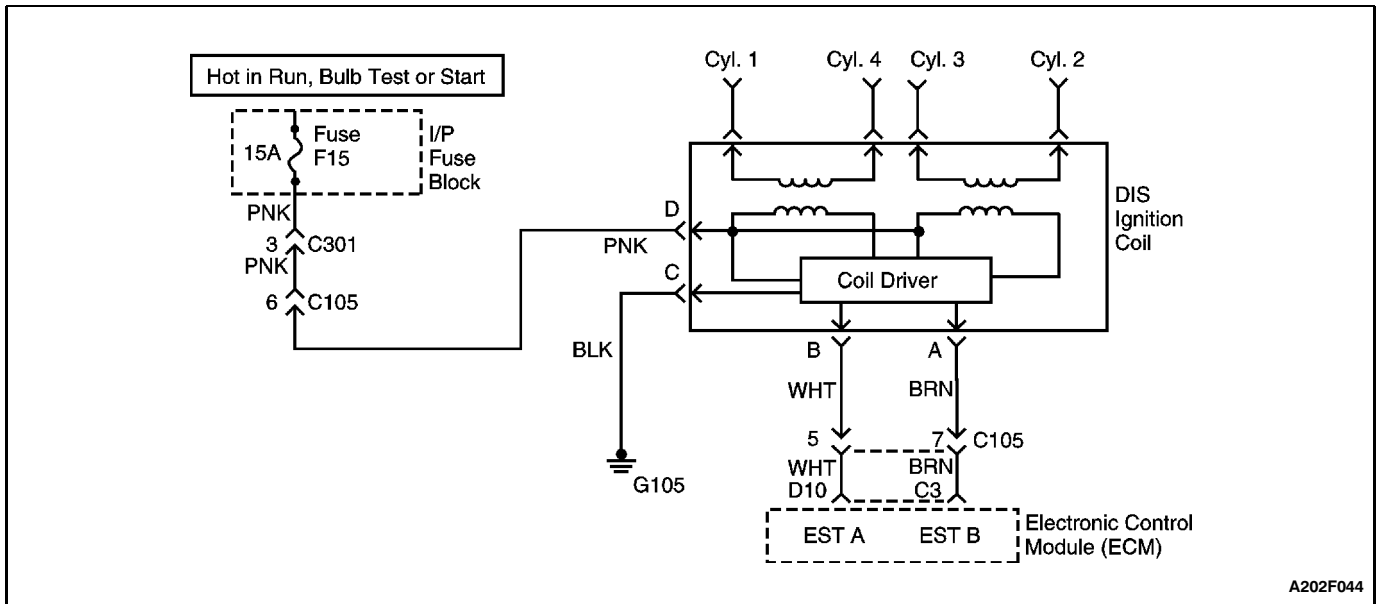 Hot in Run, Bulb Test or Start
15A
Fuse
F15
I/P
Fuse
Block
PNK
3 C301
PNK
6 C105
Cyl. 1 Cyl. 4 Cyl. 3 Cyl. 2
D
PNK
C
BLK
G105
Coil Driver
DIS
Ignition
Coil
B A
WHT BRN
5 7 C105
WHT BRN
D10 C3
EST A EST B
Electronic Control
Module (ECM)
A202F044